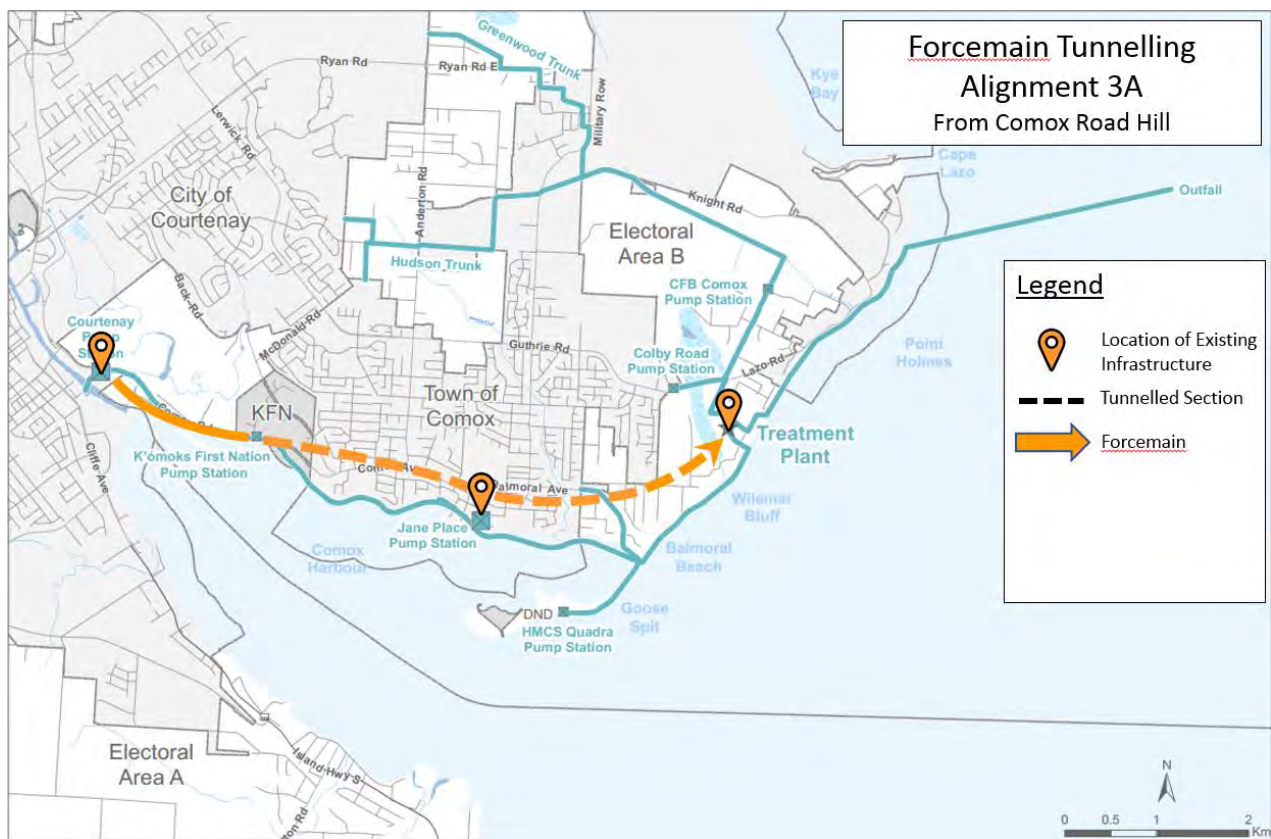 Forcemain Tunnelling
Alignment 3A
From Comox Road Hill
Greenwood Trunk
Ryan Rd
Ryan Rd E
Military Row
Kye
Bay
Cape
Lazo
Outfall
Lerwick Rd
City of
Courtenay
Anderton Rd
Knight Rd
Electoral
Area B
Hudson Trunk
CFB Comox
Pump Station
Back-Rd
McDonald-Rd
Courtenay
Station
Guthrie Rd
Colby Road
Pump Station
Lazo-Rd
Point
Holmes
Town of
Comox
KFN
K'ómoks First Nation
Pump Station
Cliffe-Ave
Balmoral Ave
Treatment
Plant
Jane Place
Pump Station
Comox
Harbour
Wilemar
Bluff
Balmoral
Beach
Goose
Spit
DND
HMCS Quadra
Pump Station
Electoral
Area A
Island-Hwy S
Legend
Location of Existing
Infrastructure
Tunnelled Section
Forcemain
N
0 0.5 1 2
Km